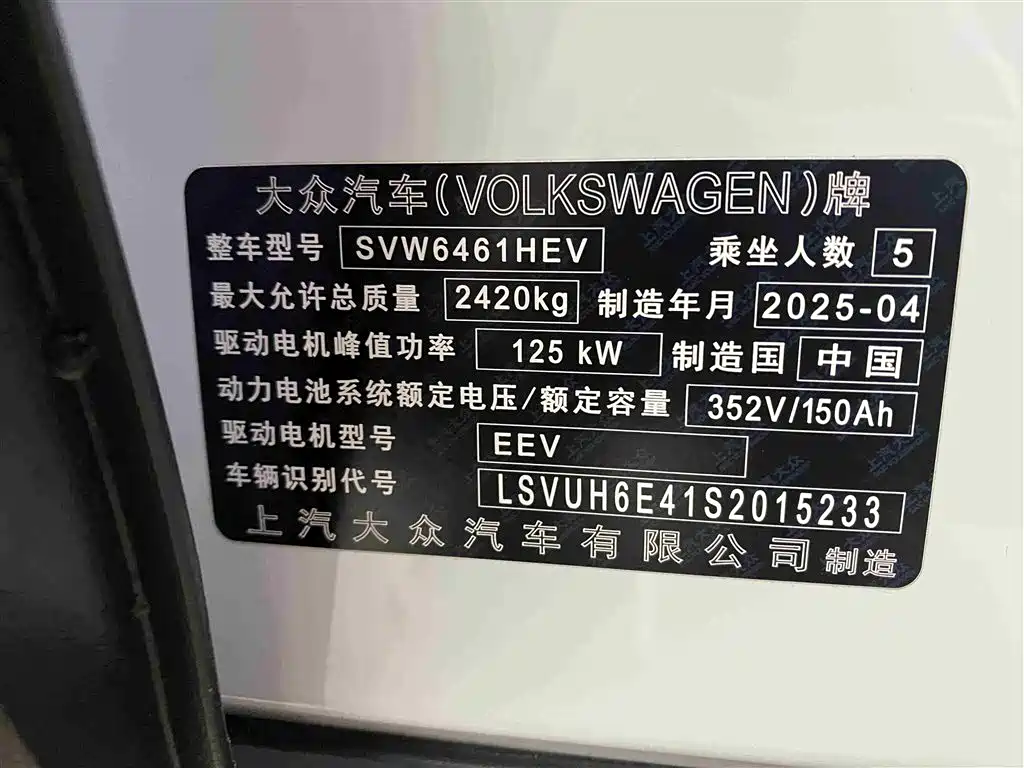 大众汽车(VOLKSWAGEN)牌
整车型号 SVW6461HEV 乘坐人数 5
最大允许总质量 2420kg 制造年月 2025-04
驱动电机峰值功率 125 kW 制造国 中国
动力电池系统额定电压/额定容量 352V/150Ah
驱动电机型号 EEV
车辆识别代号 LSVUH6E41S2015233
上汽大众汽车有限公司 制造